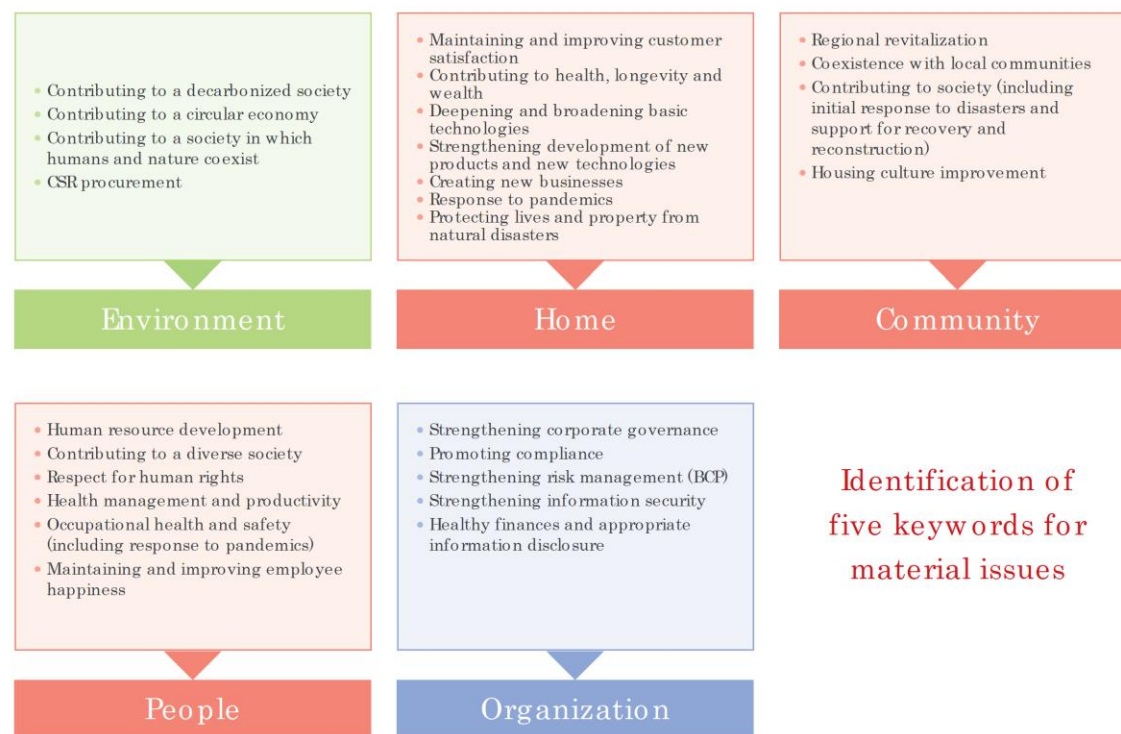 • Contributing to a decarbonized society
• Contributing to a circular economy
• Contributing to a society in which
humans and nature coexist
• CSR procurement
Environment
• Maintaining and improving customer
satisfaction
• Contributing to health, longevity and
wealth
• Deepening and broadening basic
technologies
• Strengthening development of new
products and new technologies
• Creating new businesses
• Response to pandemics
• Protecting lives and property from
natural disasters
Home
• Regional revitalization
• Coexistence with local communities
• Contributing to society (including
initial response to disasters and
support for recovery and
reconstruction)
• Housing culture improvement
Community
• Human resource development
• Contributing to a diverse society
• Respect for human rights
• Health management and productivity
• Occupational health and safety
(including response to pandemics)
• Maintaining and improving employee
happiness
People
• Strengthening corporate governance
• Promoting compliance
• Strengthening risk management (BCP)
• Strengthening information security
• Healthy finances and appropriate
information disclosure
Organization
Identification of
five keywords for
material issues